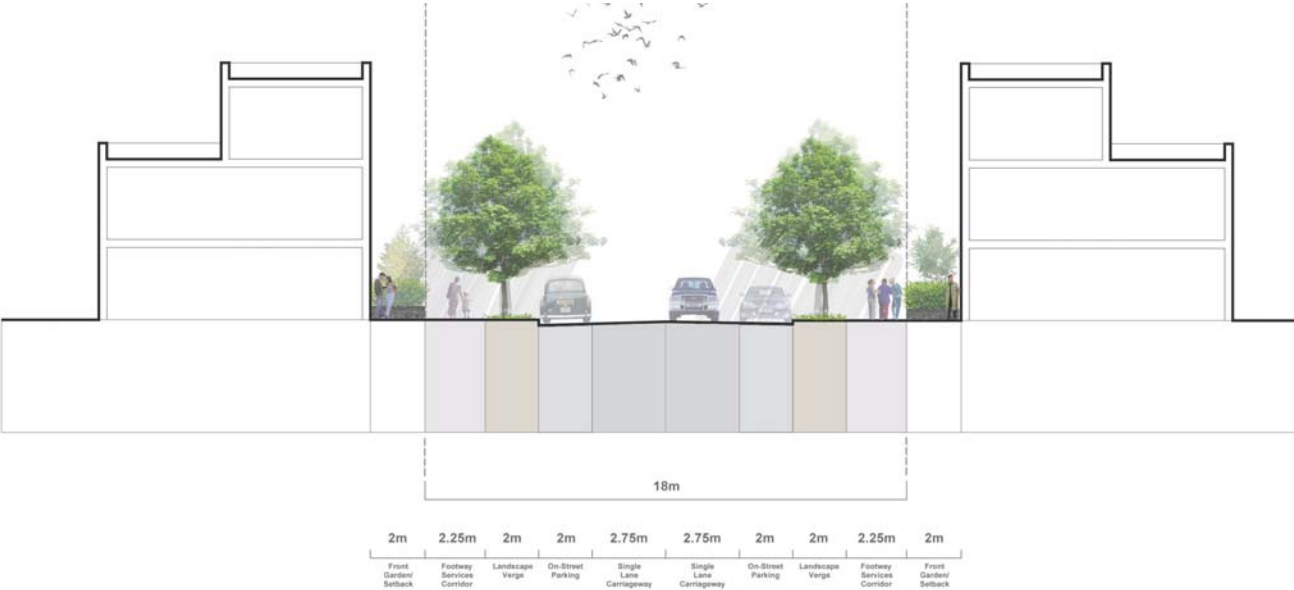 18m
2m 2.25m 2m 2m 2.75m 2.75m 2m 2m 2.25m 2m
Front Footway Landscape On-Street Single Single On-Street Landscape Footway Front
Garden/ Services Verge Parking Lane Lane Parking Verge Services Garden/
Setback Corridor Carriageway Carriageway Corridor Setback